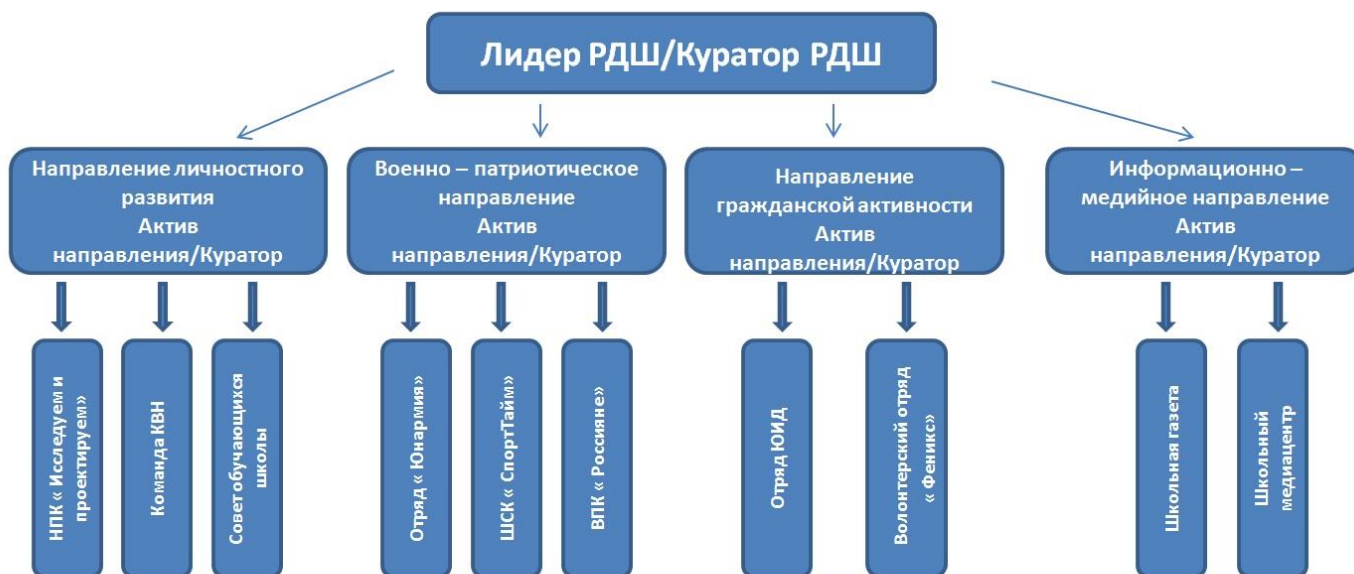 Лидер РДШ/Куратор РДШ
Направление личностного
развития
Актив
направления/Куратор
Военно – патриотическое
направление
Актив
направления/Куратор
Направление
гражданской активности
Актив
направления/Куратор
Информационно –
медийное направление
Актив
направления/Куратор
НПК « Исследуем и
проектируем»
Команда КВН
Совет обучающихся
школы
Отряд « Юнармия»
ШСК « СпортТайм»
ВПК « Россияне»
Отряд ЮИД
Волонтерский отряд
« Феникс»
Школьная газета
Школьный
медиацентр